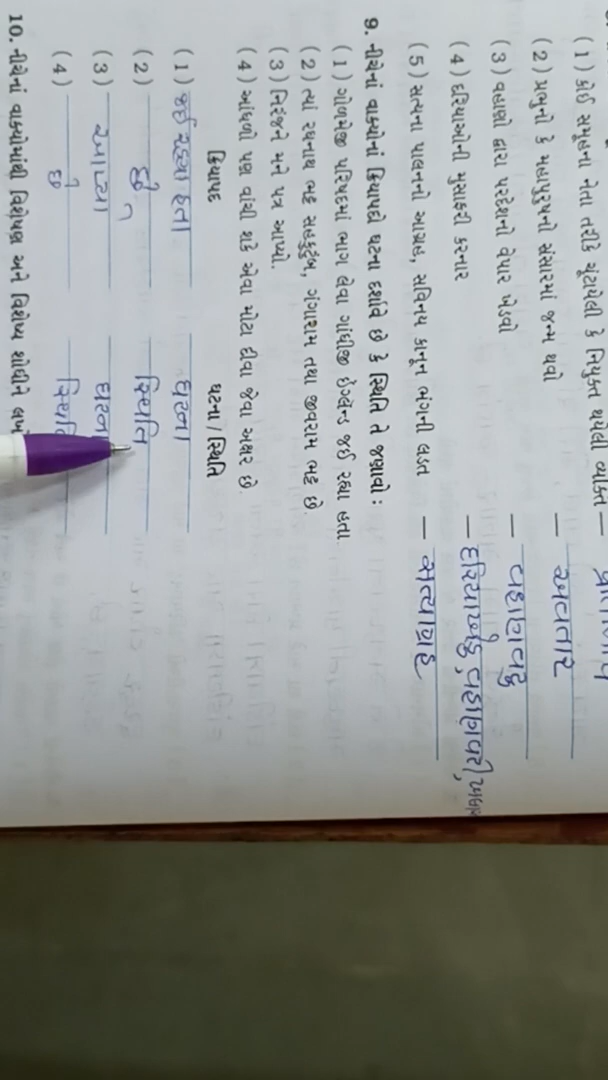 (1) કોઈ સમૂહના નેતા તરીકે ચૂંટાયેલી કે નિયુક્ત થયેલી વ્યક્તિ —
(2) પ્રભુનો કે મહાપુરુષનો સંસારમાં જન્મ થવો — અવતાર
(3) વહાણો દ્વારા પરદેશનો વેપાર ખેડવો — વહાણવટુ
(4) દરિયાઓની મુસાફરી કરનાર — દરિયાખેડુ, વહાણવટી,
(5) સત્યના પાલનનો આગ્રહ, સવિનય કાનૂન ભંગની લડત — સત્યાગ્રહ
9. નીચેનાં વાક્યોનાં ક્રિયાપદો ઘટના દર્શાવે છે કે સ્થિતિ તે જણાવો :
(1) ગોળમેજી પરિષદમાં ભાગ લેવા ગાંધીજી ઇંગ્લૅન્ડ જઈ રહ્યા હતા.
(2) ત્યાં રઘનાથ ભટ્ટ સહકુટુંબ, ગંગારામ તથા જીવરામ ભટ્ટ છે
(3) નિરંજને મને પત્ર આપ્યો.
(4) આંધળો પણ વાંચી શકે એવા મોટા દીવા જેવા અક્ષર છે.
ક્રિયાપદ ઘટના / સ્થિતિ
(1) જઈ રહ્યા હતા ઘટના
(2) છે સ્થિતિ
(3) આપ્યો ઘટના
(4) છે
10. નીચેનાં વાક્યોમાંથી વિશેષણ અને વિશેષ્ય શોધીને લખો